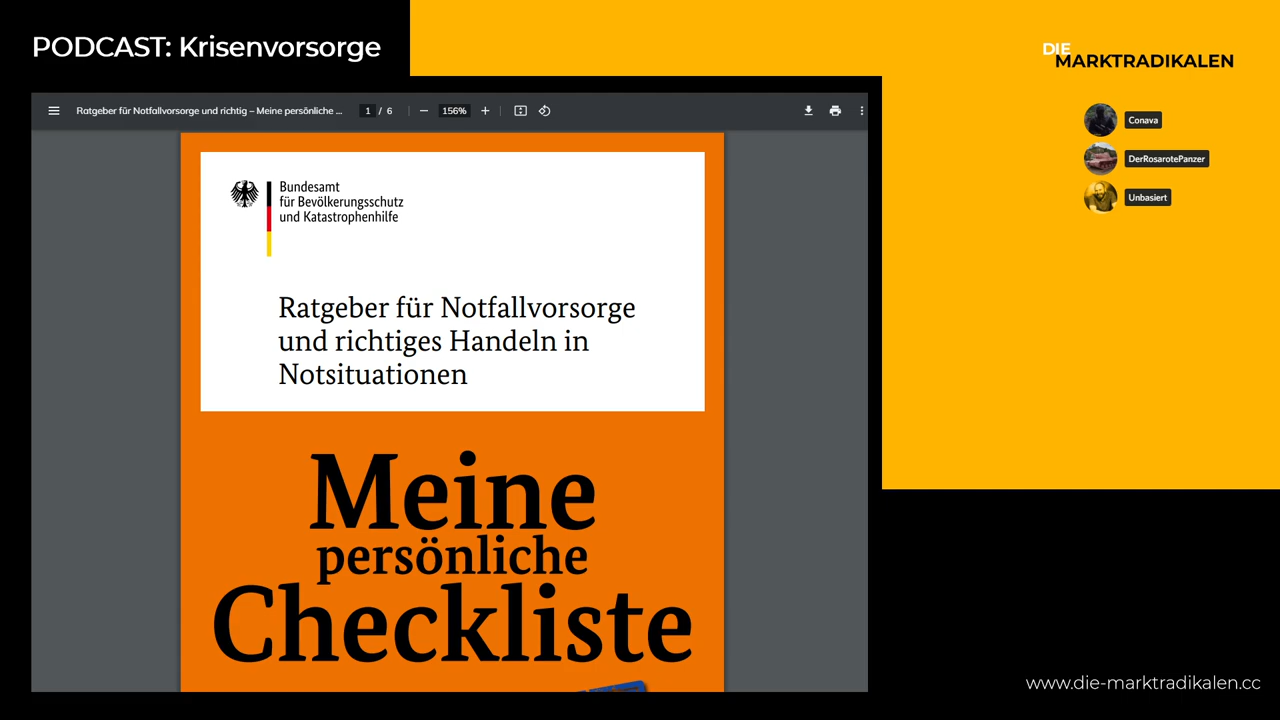 PODCAST: Krisenvorsorge
DIE
MARKTRADIKALEN
Ratgeber für Notfallvorsorge und richtig – Meine persönliche ...
1 / 6
156%
Conava
DerRosarotePanzer
Unbasiert
Bundesamt
für Bevölkerungsschutz
und Katastrophenhilfe
Ratgeber für Notfallvorsorge
und richtiges Handeln in
Notsituationen
Meine
persönliche
Checkliste
www.die-marktradikalen.cc